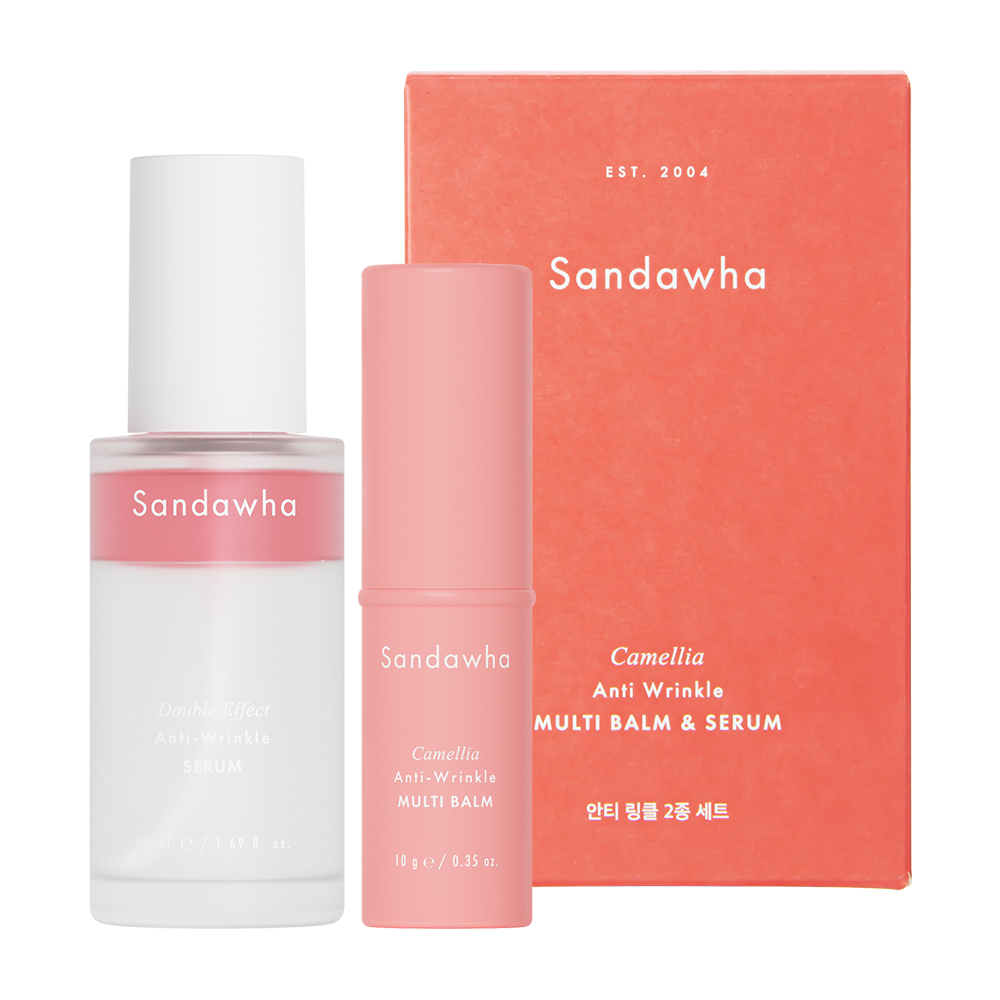 EST. 2004
Sandawha
Camellia
Anti Wrinkle
MULTI BALM & SERUM
안티 링클 2종 세트
Sandawha
Double Effect
Anti-Wrinkle
SERUM
ml ℮ / 1.69 fl. oz.
Sandawha
Camellia
Anti-Wrinkle
MULTI BALM
10 g ℮ / 0.35 oz.